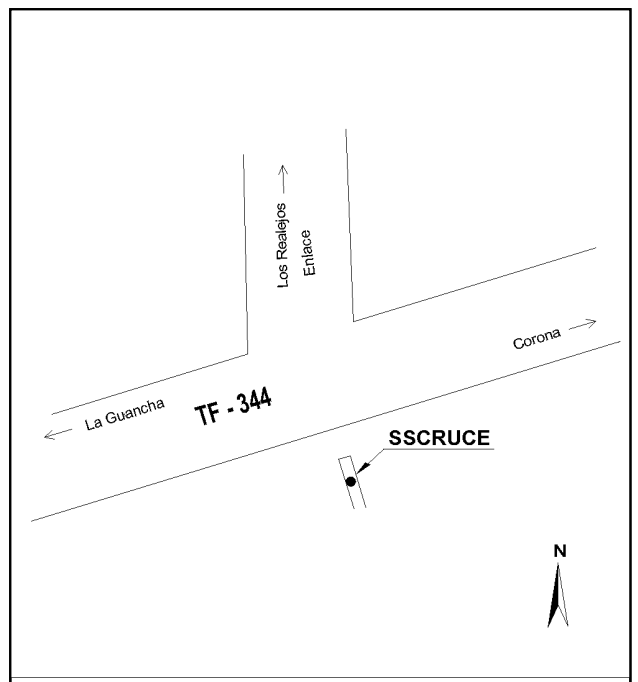 Los Realejos
Enlace
Corona
La Guancha
TF - 344
SSCRUCE
N